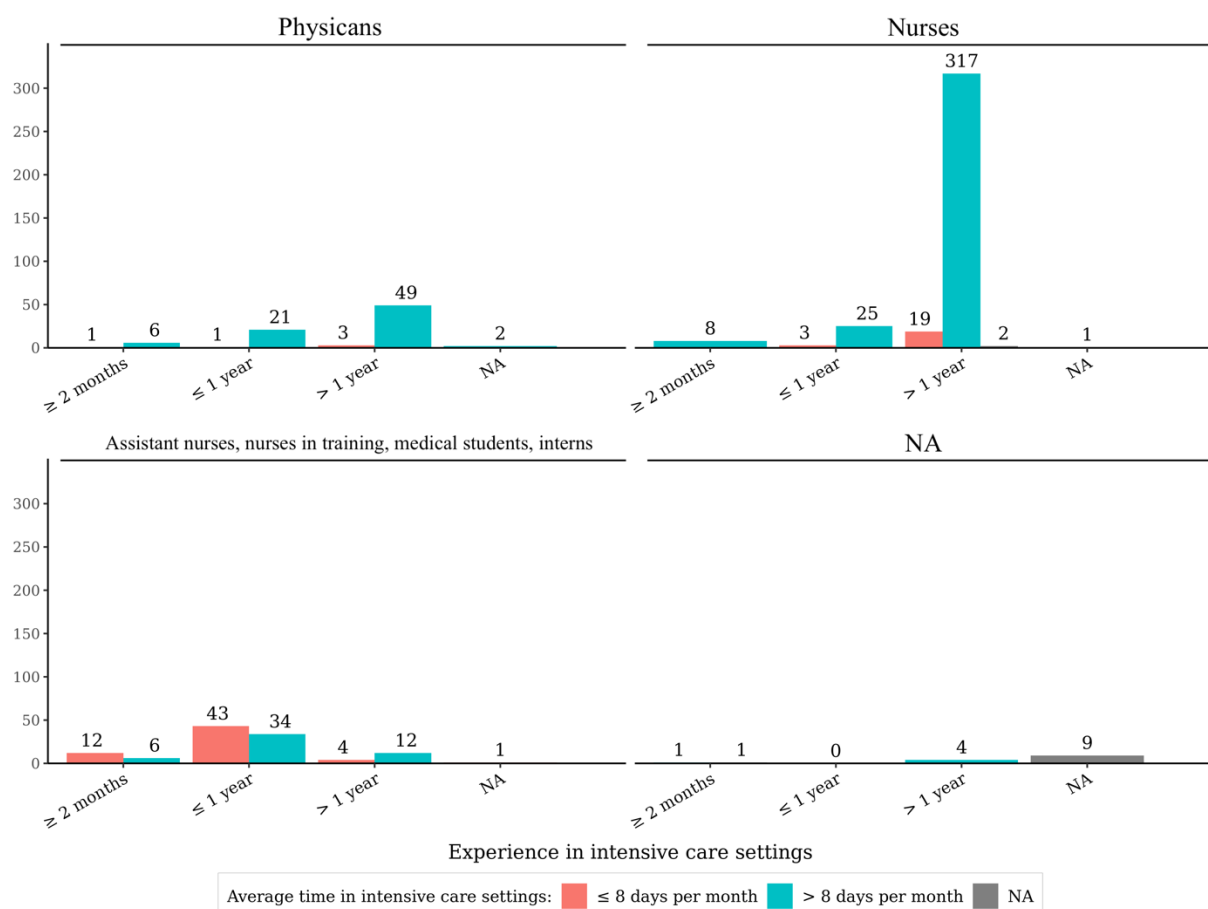 Physicans
Nurses
300
250
200
150
100
50
0
1
6
1
21
3
49
2
8
3
25
19
317
2
1
≥ 2 months
≤ 1 year
> 1 year
NA
≥ 2 months
≤ 1 year
> 1 year
NA
Assistant nurses, nurses in training, medical students, interns
NA
300
250
200
150
100
50
0
12
6
43
34
4
12
1
1
1
0
4
9
≥ 2 months
≤ 1 year
> 1 year
NA
≥ 2 months
≤ 1 year
> 1 year
NA
Experience in intensive care settings
Average time in intensive care settings: ≤ 8 days per month > 8 days per month NA